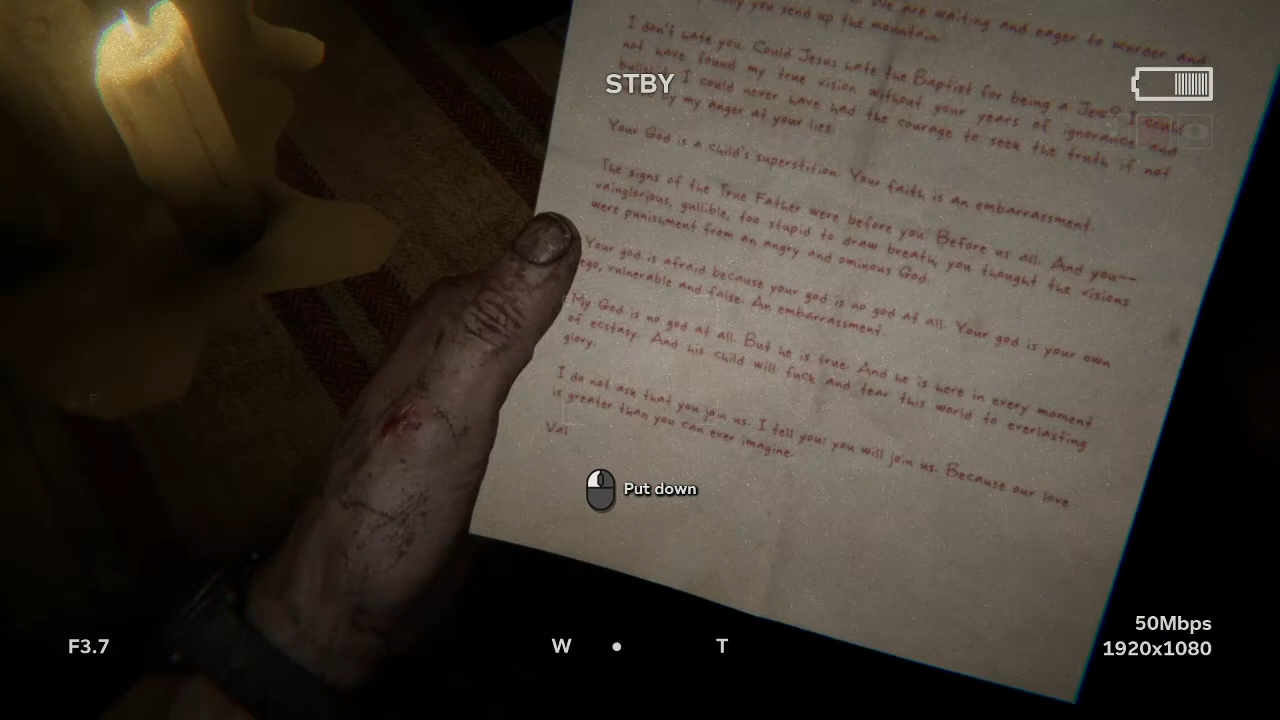 We are waiting and eager to murder and
you send up the mountain.
STBY
I don't hate you. Could Jesus hate the Baptist for being a Jew? I could
not have found my true vision without your years of ignorance and
I could never have had the courage to seek the truth if not
by my anger at your lies.
Your God is a child's superstition. Your faith is an embarrassment.
The signs of the True Father were before you. Before us all. And you--
vainglorious, gullible, too stupid to draw breath, you thought the visions
were punishment from an angry and ominous God.
Your god is afraid because your god is no god at all. Your god is your own
ego, vulnerable and false. An embarrassment.
My God is no god at all. But he is true. And he is here in every moment
of ecstasy. And his child will fuck and tear this world to everlasting
glory.
I do not ask that you join us. I tell you: you will join us. Because our love
is greater than you can ever imagine.
Val
Put down
F3.7
W
T
50Mbps
1920x1080